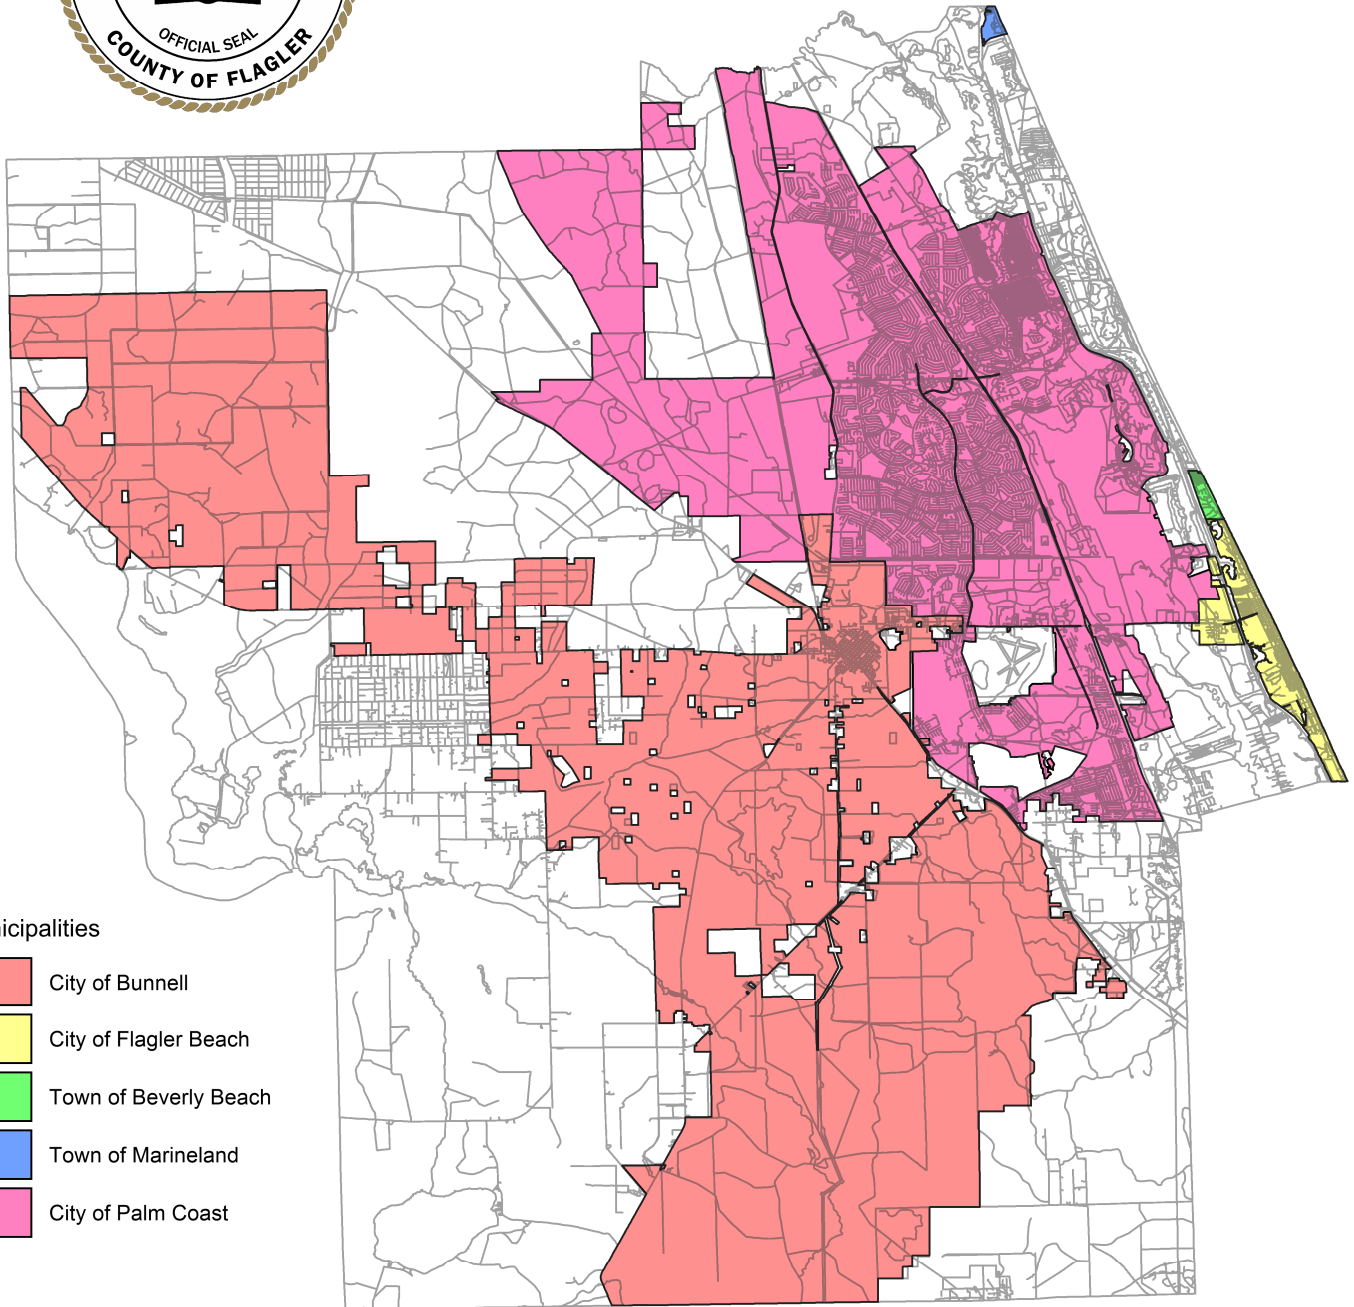 OFFICIAL SEAL
COUNTY OF FLAGLER
icipalities
City of Bunnell
City of Flagler Beach
Town of Beverly Beach
Town of Marineland
City of Palm Coast